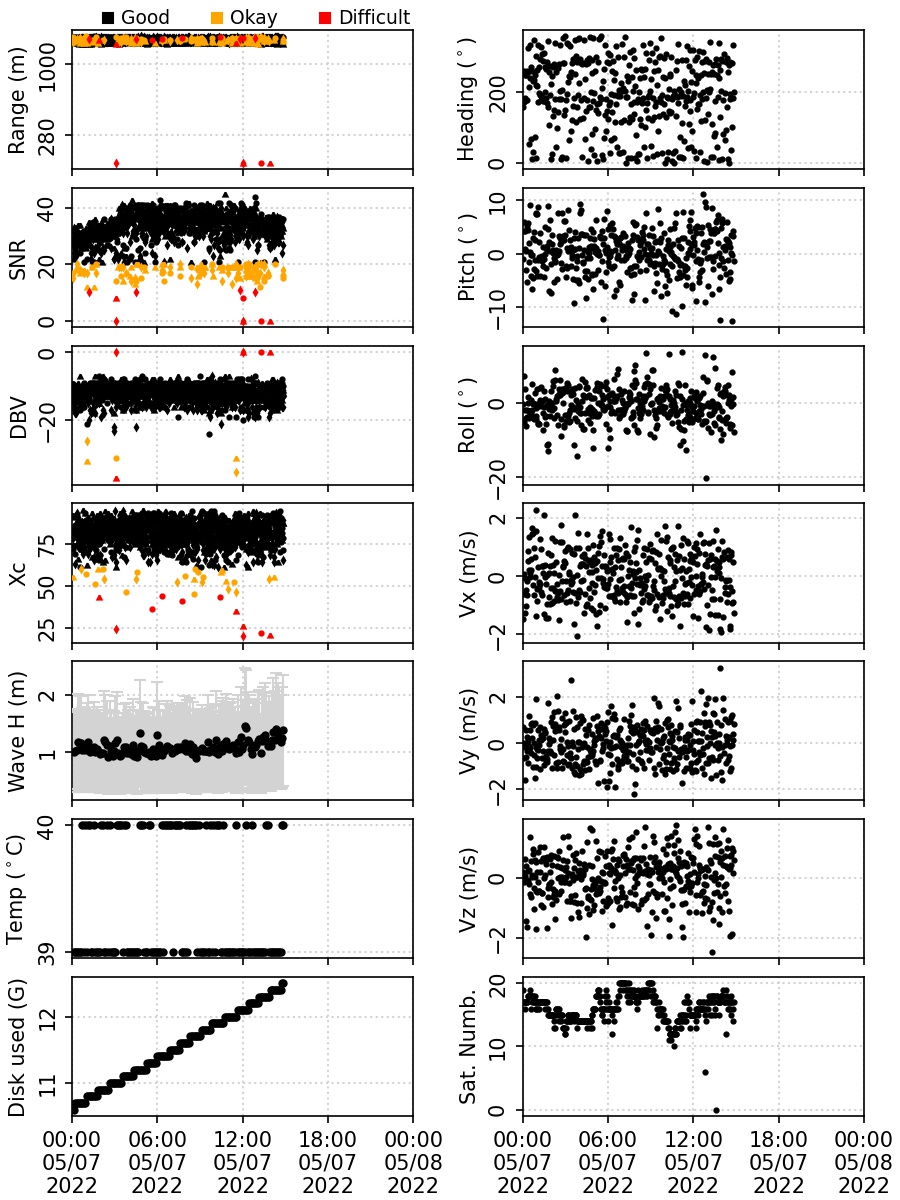 Good Okay Difficult
Range (m)
1000
280
Heading (°)
200
0
SNR
40
20
0
Pitch (°)
10
0
−10
DBV
0
−20
Roll (°)
0
−20
Xc
75
50
25
Vx (m/s)
2
0
−2
Wave H (m)
2
1
Vy (m/s)
2
0
−2
Temp (°C)
40
39
Vz (m/s)
0
−2
Disk used (G)
12
11
Sat. Numb.
20
10
0
00:00 06:00 12:00 18:00 00:00
05/07 05/07 05/07 05/07 05/08
2022 2022 2022 2022 2022
00:00 06:00 12:00 18:00 00:00
05/07 05/07 05/07 05/07 05/08
2022 2022 2022 2022 2022